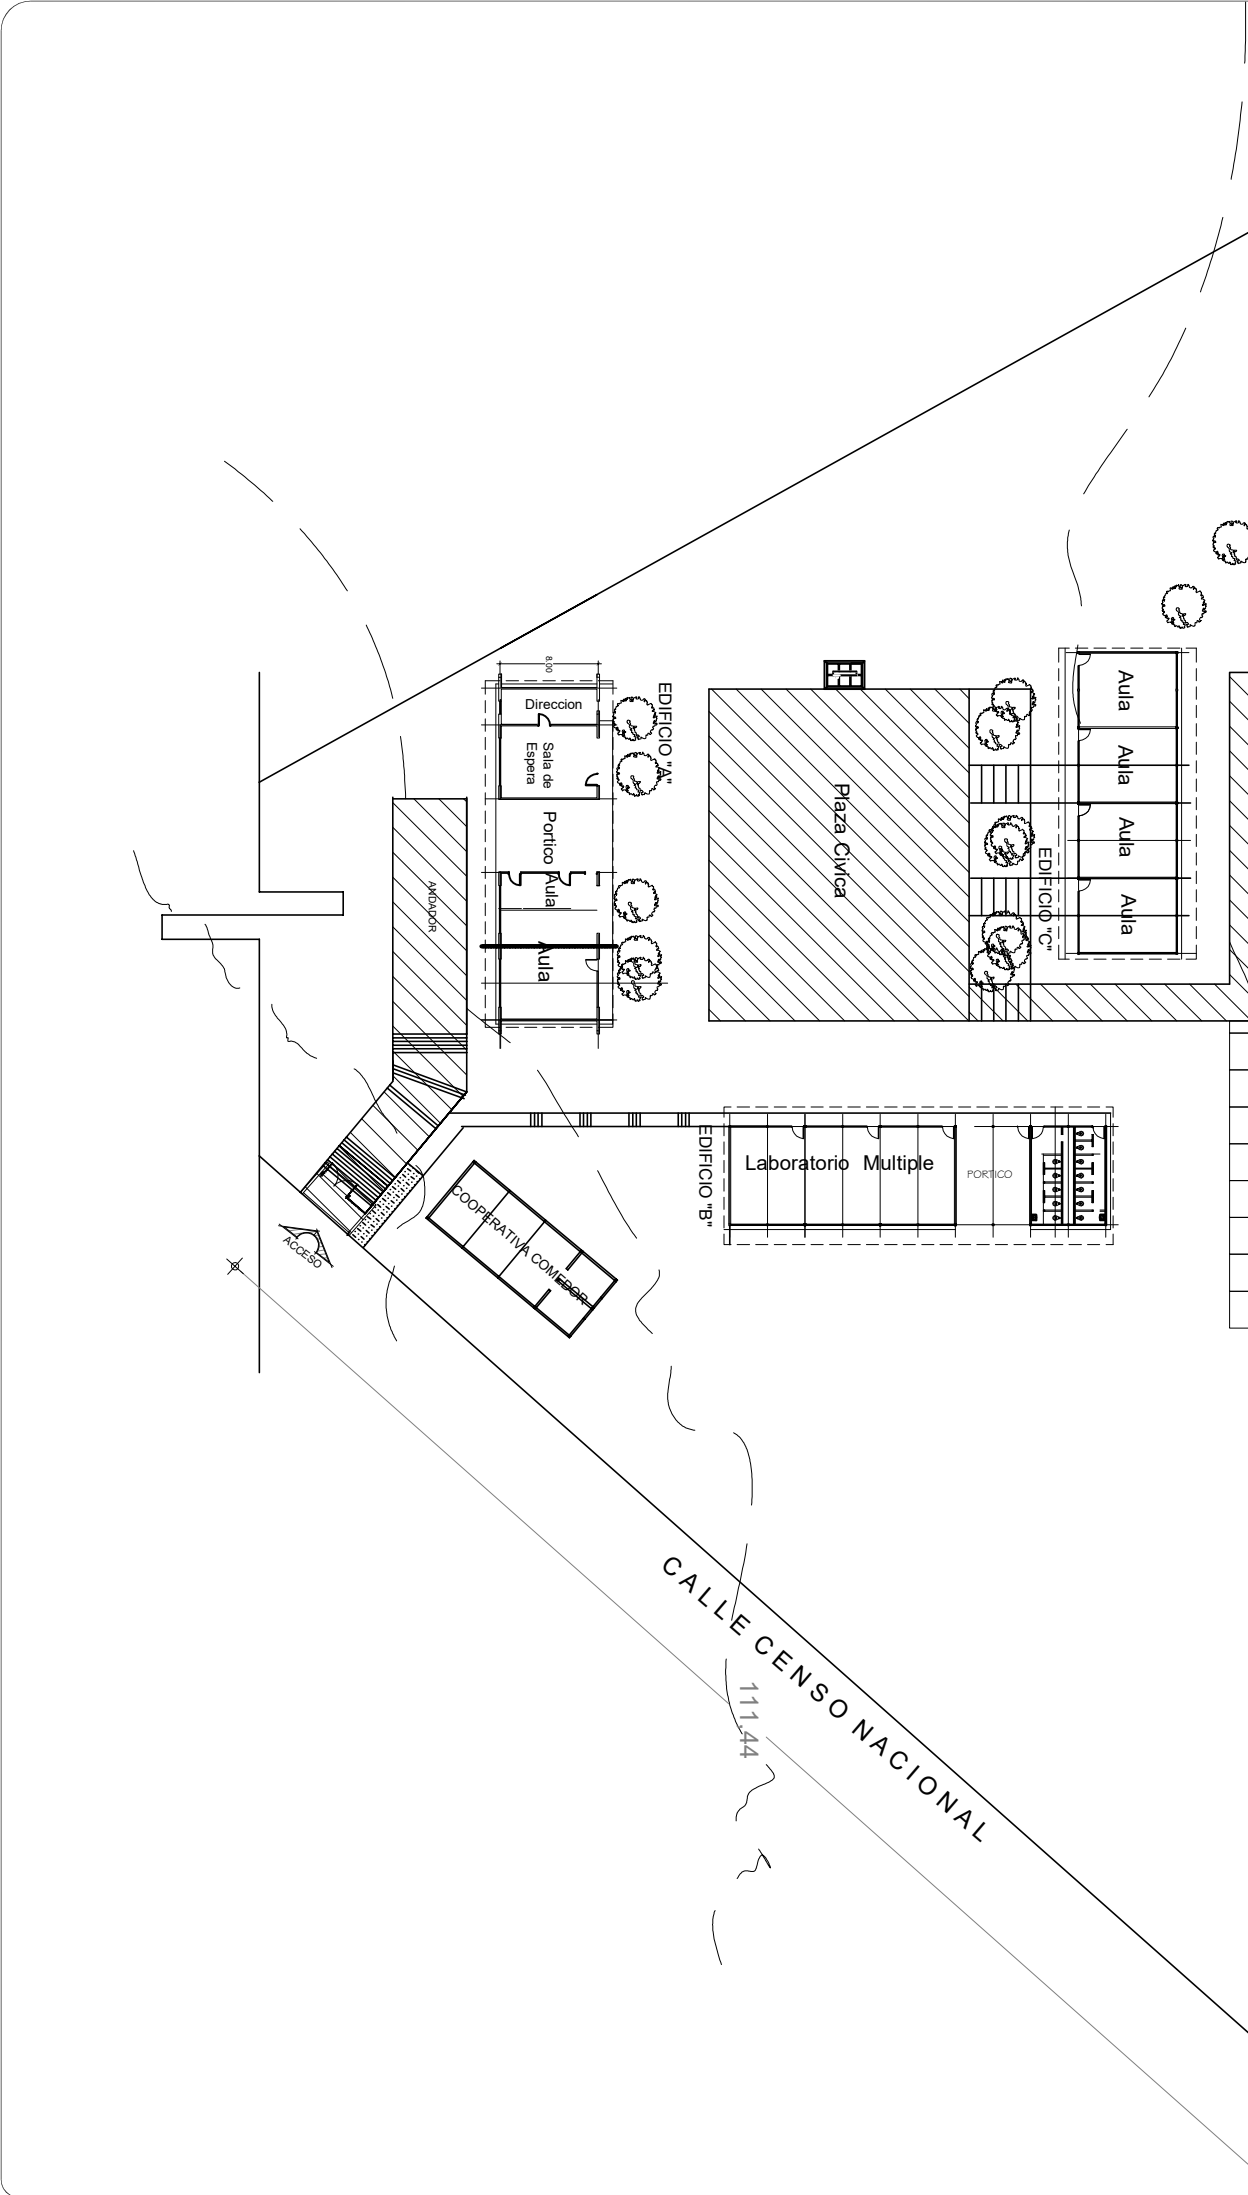 8.00
Direccion
EDIFICIO "A"
Sala de
Espera
Portico
Aula
Aula
ANDADOR
Plaza Civica
Aula
Aula
Aula
Aula
EDIFICIO "C"
EDIFICIO "B"
Laboratorio Multiple
PORTICO
COOPERATIVA COMEDOR
ACCESO
CALLE CENSO NACIONAL
111.44